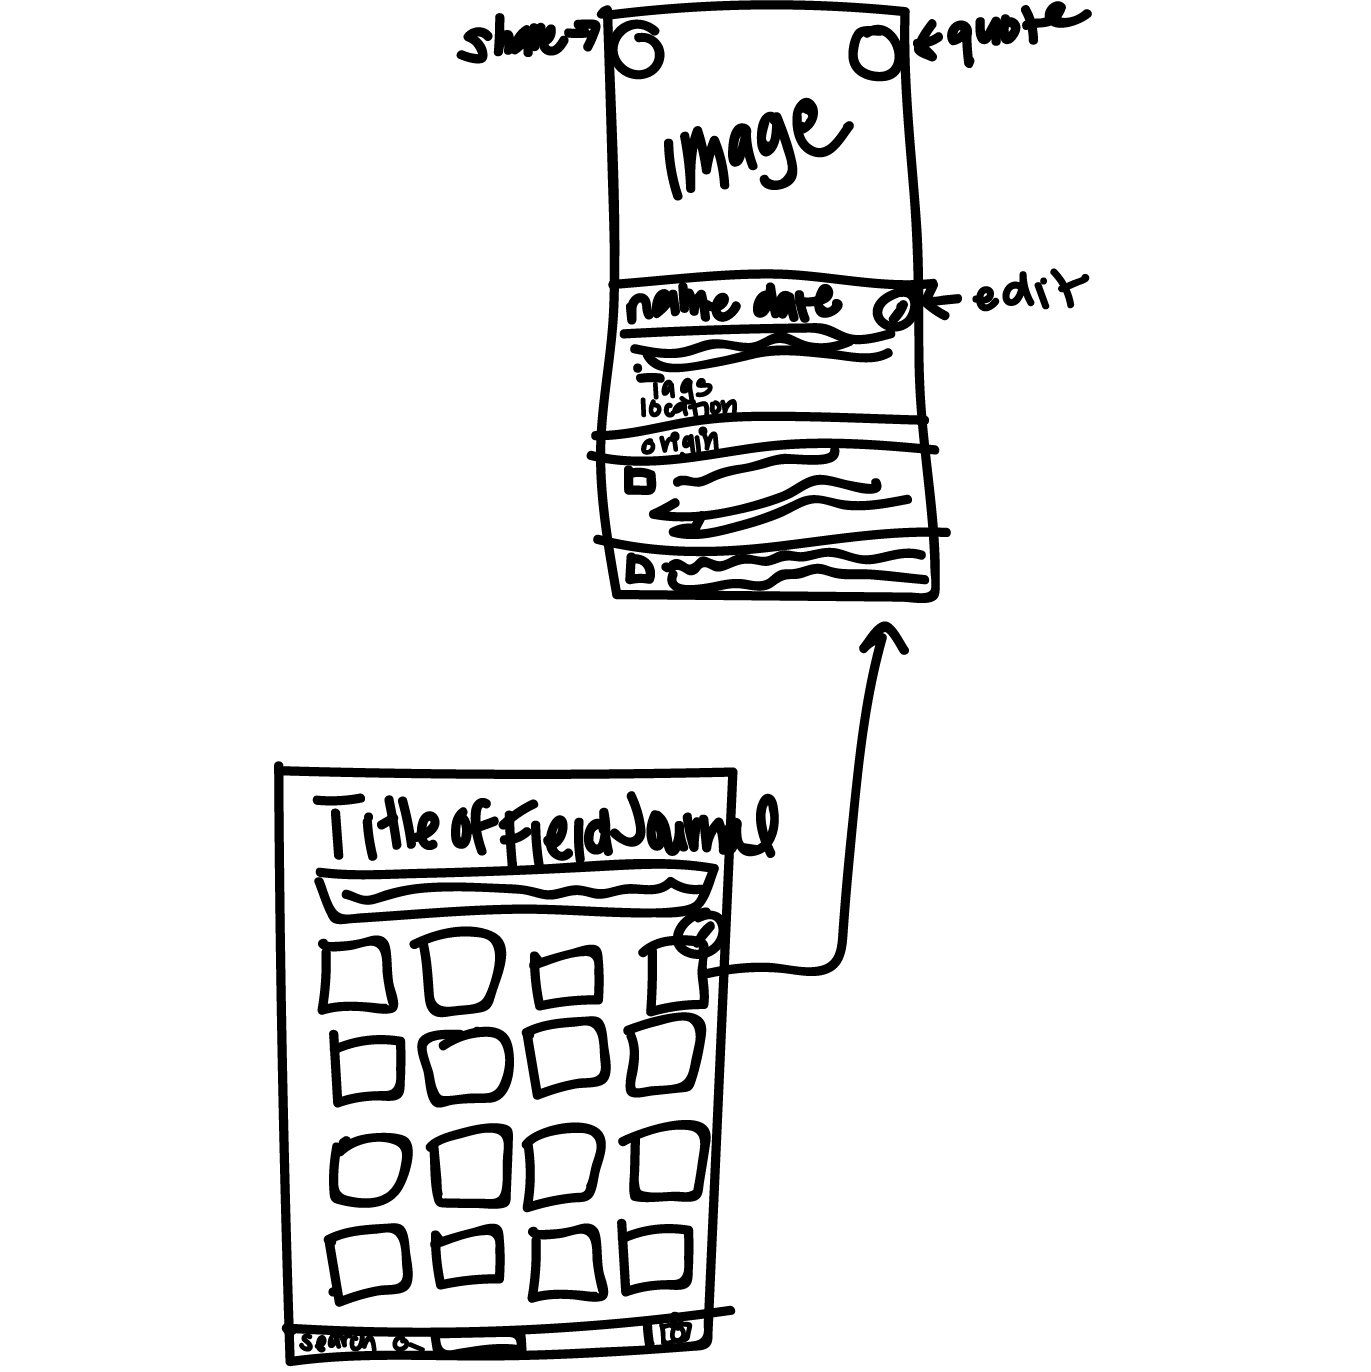 share
quote
Image
name date
edit
Tags
location
origin
Title of Field Journal
search